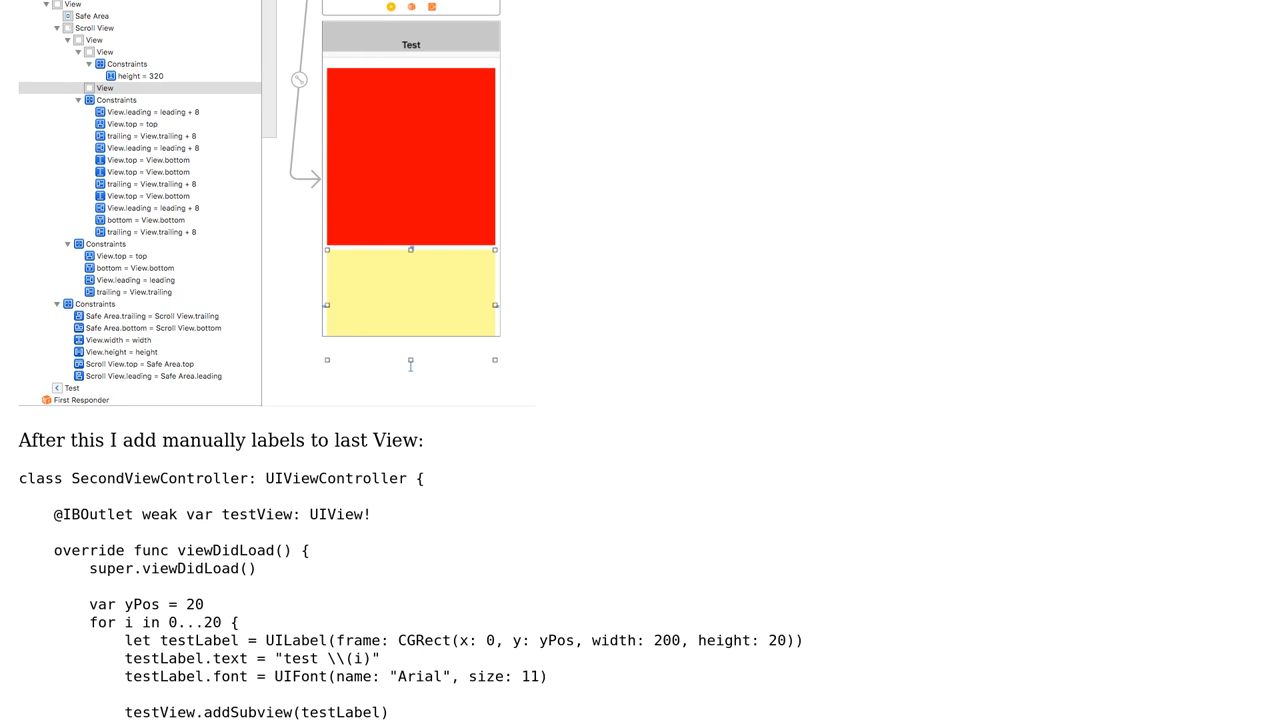 View
Safe Area
Scroll View
View
View
Constraints
height = 320
View
Constraints
View.leading = leading + 8
View.top = top
trailing = View.trailing + 8
View.leading = leading + 8
View.top = View.bottom
View.top = View.bottom
trailing = View.trailing + 8
View.top = View.bottom
View.leading = leading + 8
bottom = View.bottom
trailing = View.trailing + 8
Constraints
View.top = top
bottom = View.bottom
View.leading = leading
trailing = View.trailing
Constraints
Safe Area.trailing = Scroll View.trailing
Safe Area.bottom = Scroll View.bottom
View.width = width
View.height = height
Scroll View.top = Safe Area.top
Scroll View.leading = Safe Area.leading
Test
First Responder
Test
After this I add manually labels to last View:
class SecondViewController: UIViewController {
@IBOutlet weak var testView: UIView!
override func viewDidLoad() {
super.viewDidLoad()
var yPos = 20
for i in 0...20 {
let testLabel = UILabel(frame: CGRect(x: 0, y: yPos, width: 200, height: 20))
testLabel.text = "test \\(i)"
testLabel.font = UIFont(name: "Arial", size: 11)
testView.addSubview(testLabel)